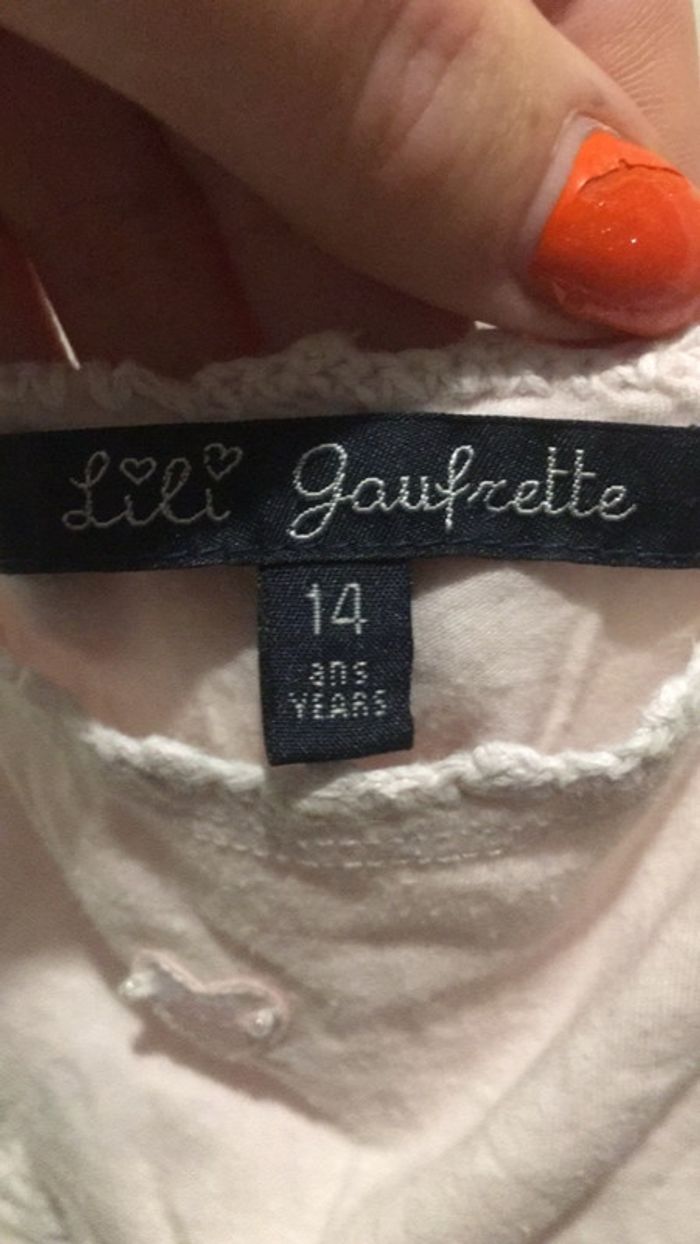 Lili Gaufrette
14
ans
YEARS